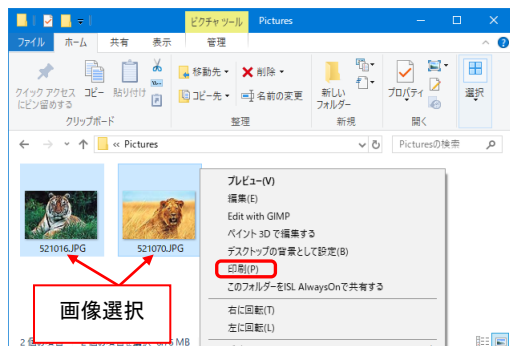 ピクチャ ツール
Pictures
ファイル
ホーム
共有
表示
管理
クイック アクセス
にピン留めする
コピー
貼り付け
移動先
コピー先
削除
名前の変更
新しい
フォルダー
プロパティ
選択
クリップボード
整理
新規
開く
« Pictures
Picturesの検索
521016.JPG
521070.JPG
画像選択
プレビュー(V)
編集(E)
Edit with GIMP
ペイント 3D で編集する
デスクトップの背景として設定(B)
印刷(P)
このフォルダーをISL AlwaysOnで共有する
右に回転(T)
左に回転(L)
MB